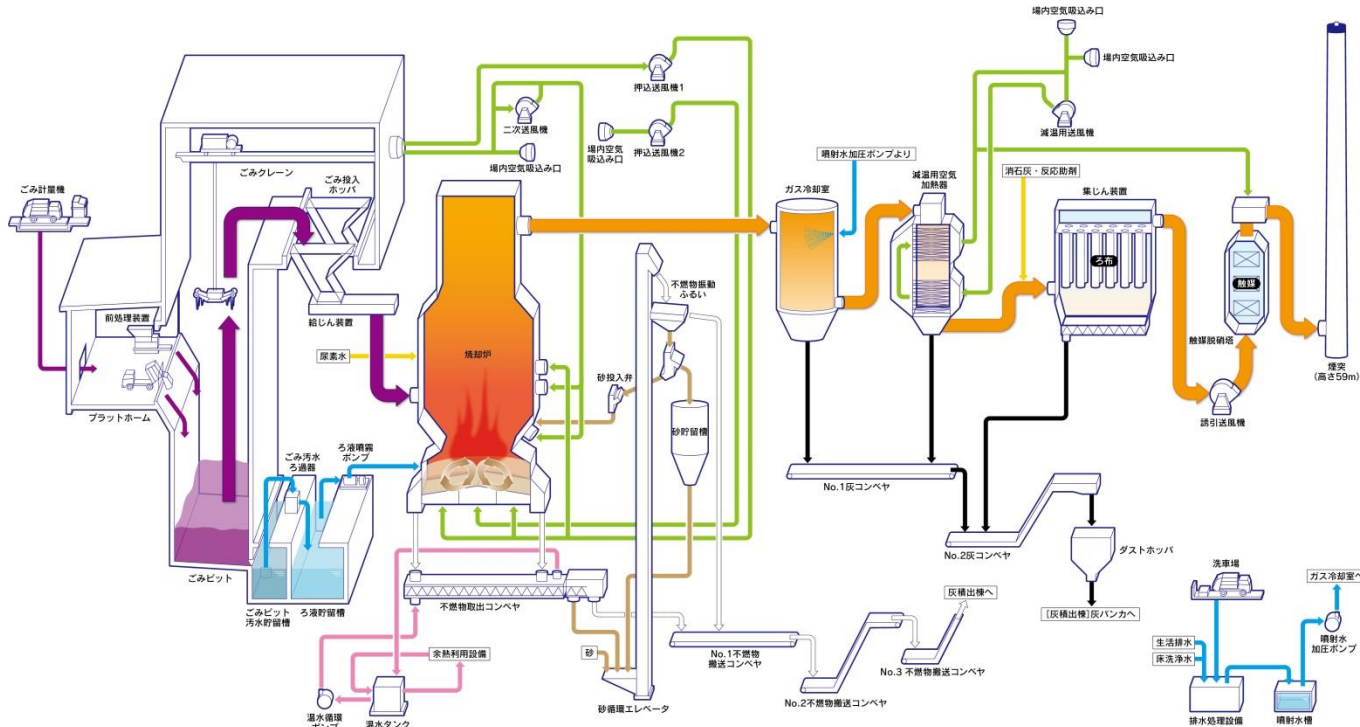 場内空気吸込み口
場内空気吸込み口
押込送風機1
二次送風機
場内空気
吸込み口
押込送風機2
減温用送風機
場内空気吸込み口
ごみクレーン
ごみ投入
ホッパ
ごみ計量機
噴射水加圧ポンプより
ガス冷却室
減温用空気
加熱器
消石灰・反応助剤
集じん装置
ろ布
触媒
触媒脱硝塔
煙突
(高さ59m)
誘引送風機
前処理装置
プラットホーム
給じん装置
尿素水
焼却炉
不燃物振動
ふるい
砂投入弁
砂貯留槽
ごみ汚水
ろ過器
ろ液噴霧
ポンプ
ごみピット
ごみピット
汚水貯留槽
ろ液貯留槽
No.1灰コンベヤ
No.2灰コンベヤ
ダストホッパ
[灰積出棟]灰バンカへ
不燃物取出コンベヤ
灰積出棟へ
No.1不燃物
搬送コンベヤ
No.2不燃物搬送コンベヤ
No.3 不燃物搬送コンベヤ
余熱利用設備
砂
砂循環エレベータ
温水循環
ポンプ
温水タンク
洗車場
ガス冷却室へ
生活排水
床洗浄水
噴射水
加圧ポンプ
排水処理設備
噴射水槽